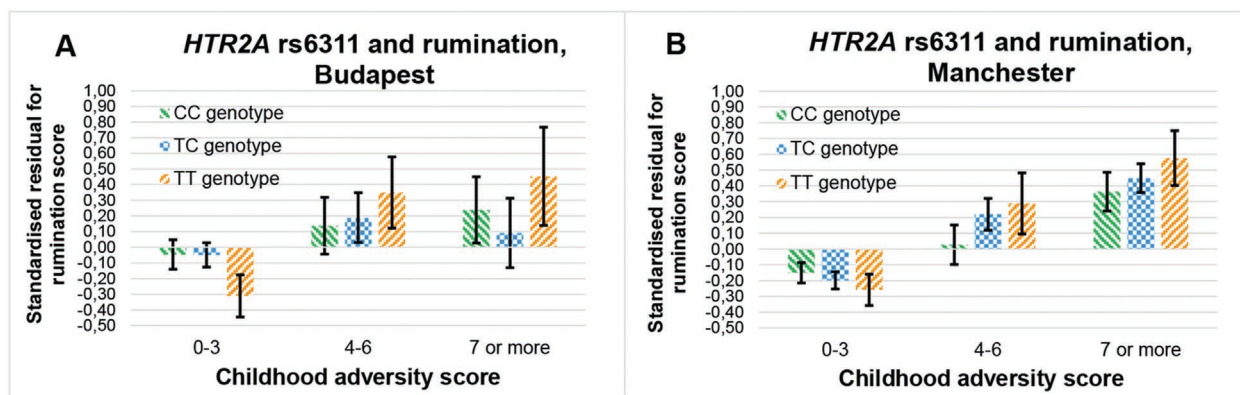 A
HTR2A rs6311 and rumination,
Budapest
Standardised residual for
rumination score
1,00
0,90
0,80
0,70
0,60
0,50
0,40
0,30
0,20
0,10
0,00
-0,10
-0,20
-0,30
-0,40
-0,50
CC genotype
TC genotype
TT genotype
0-3
4-6
7 or more
Childhood adversity score
B
HTR2A rs6311 and rumination,
Manchester
Standardised residual for
rumination score
1,00
0,90
0,80
0,70
0,60
0,50
0,40
0,30
0,20
0,10
0,00
-0,10
-0,20
-0,30
-0,40
-0,50
CC genotype
TC genotype
TT genotype
0-3
4-6
7 or more
Childhood adversity score